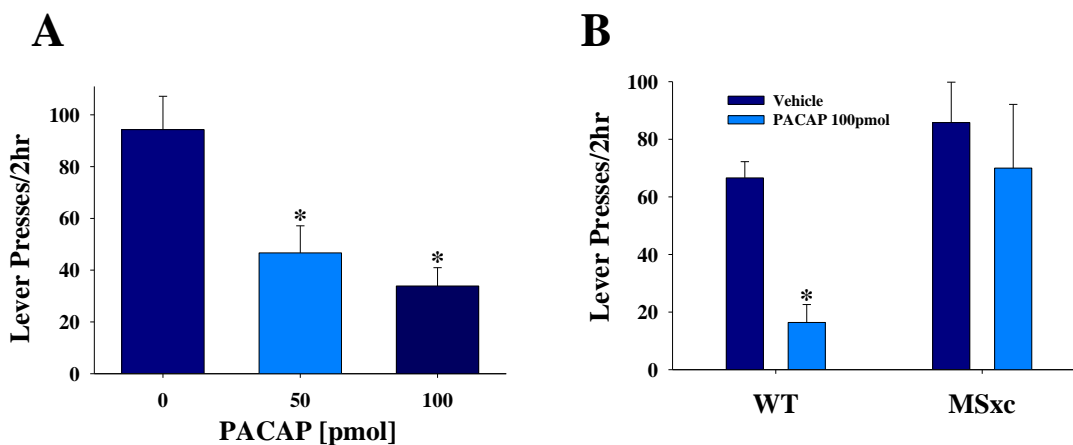 A
Lever Presses/2hr
100
80
60
40
20
0
*
*
0 50 100
PACAP [pmol]
B
Lever Presses/2hr
100
80
60
40
20
0
Vehicle
PACAP 100pmol
*
WT MSxc